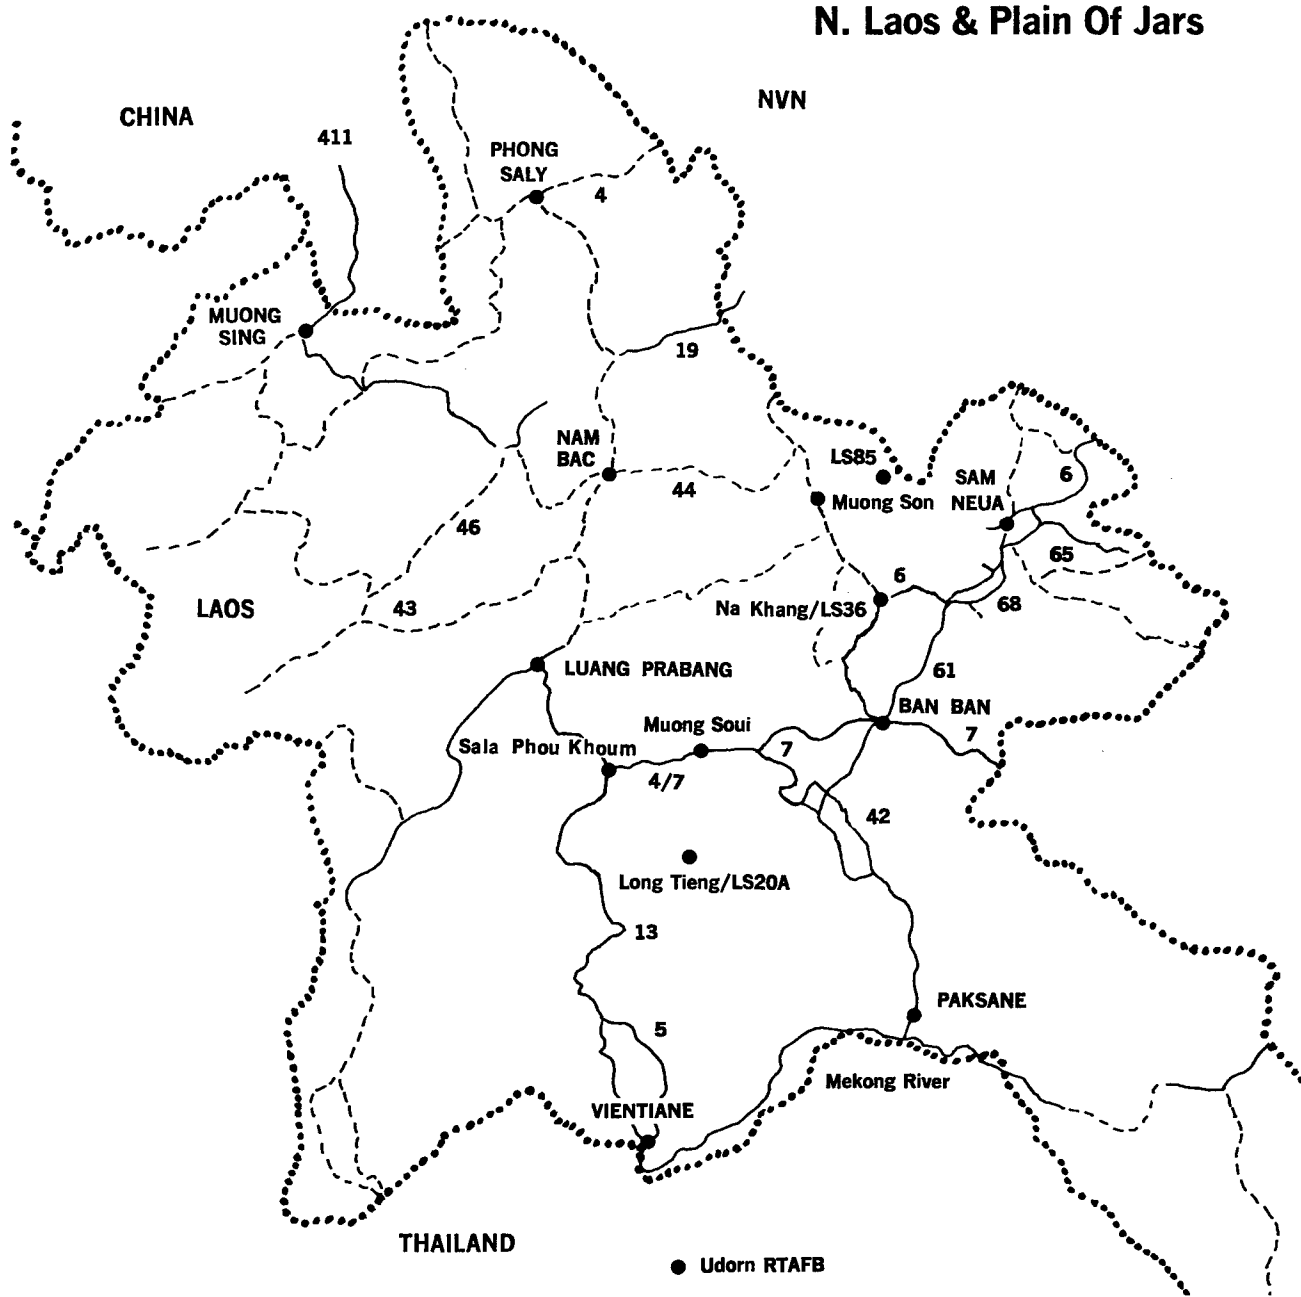 N. Laos & Plain Of Jars
CHINA
NVN
411
PHONG
SALY
4
MUONG
SING
19
NAM
BAC
LS85
SAM
NEUA
6
44
Muong Son
46
65
LAOS
43
6
Na Khang/LS36
68
LUANG PRABANG
61
BAN BAN
Muong Soui
7
7
Sala Phou Khoum
4/7
42
Long Tieng/LS20A
13
PAKSANE
5
Mekong River
VIENTIANE
THAILAND
Udorn RTAFB